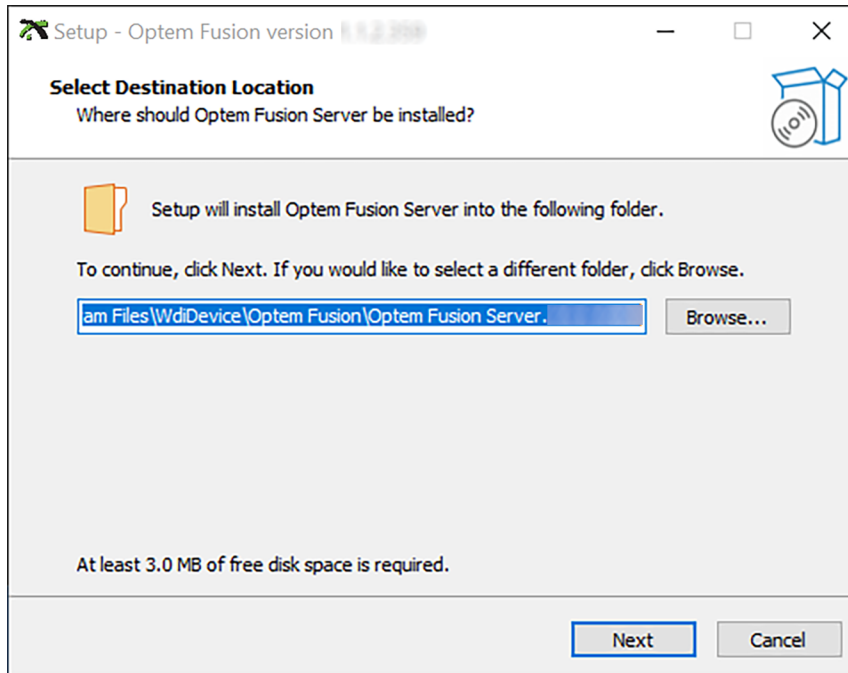 Setup - Optem Fusion version
Select Destination Location
Where should Optem Fusion Server be installed?
Setup will install Optem Fusion Server into the following folder.
To continue, click Next. If you would like to select a different folder, click Browse.
am Files\WdiDevice\Optem Fusion\Optem Fusion Server.
Browse...
At least 3.0 MB of free disk space is required.
Next
Cancel